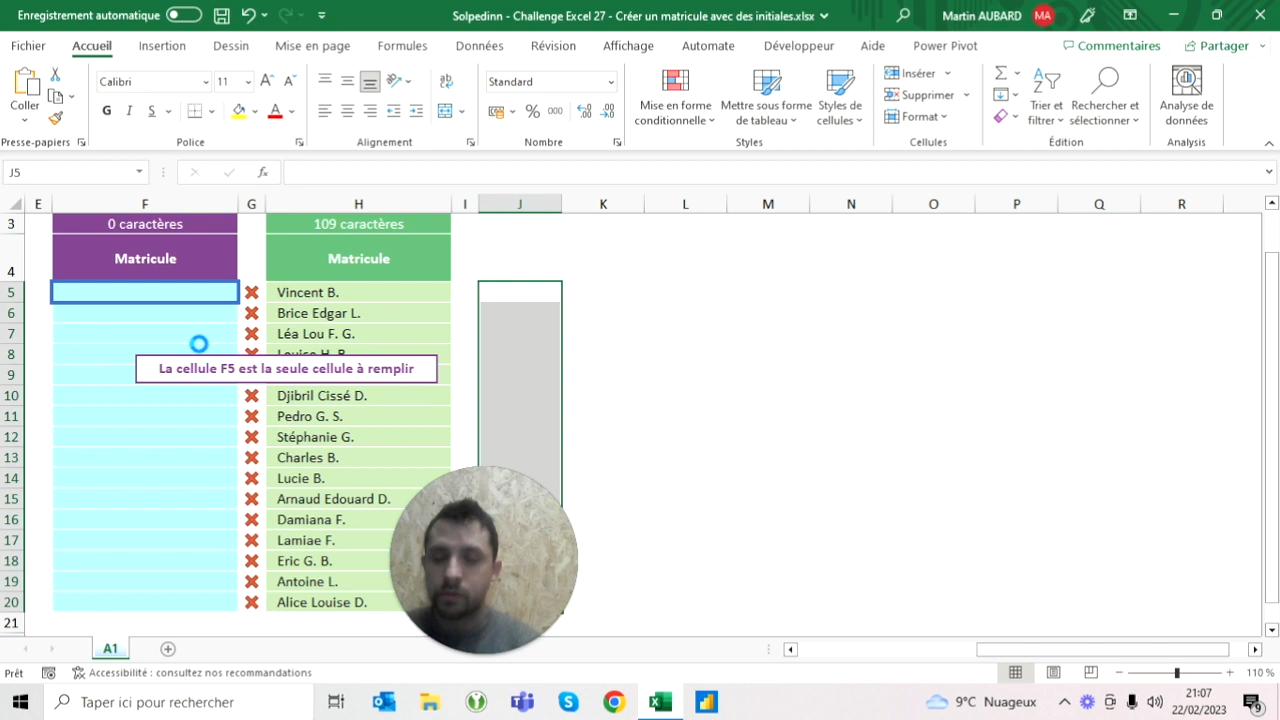 Enregistrement automatique
Solpedinn - Challenge Excel 27 - Créer un matricule avec des initiales.xlsx
Martin AUBARD
MA
Fichier
Accueil
Insertion
Dessin
Mise en page
Formules
Données
Révision
Affichage
Automate
Développeur
Aide
Power Pivot
Commentaires
Partager
Coller
Calibri
11
G
I
S
Standard
Mise en forme conditionnelle
Mettre sous forme de tableau
Styles de cellules
Insérer
Supprimer
Format
Trier et filtrer
Rechercher et sélectionner
Analyse de données
Presse-papiers
Police
Alignement
Nombre
Styles
Cellules
Édition
Analysis
J5
fx
E F G H I J K L M N O P Q R
3 0 caractères 109 caractères
4 Matricule Matricule
5 Vincent B.
6 Brice Edgar L.
7 Léa Lou F. G.
8 Louise H. B.
La cellule F5 est la seule cellule à remplir
9
10 Djibril Cissé D.
11 Pedro G. S.
12 Stéphanie G.
13 Charles B.
14 Lucie B.
15 Arnaud Edouard D.
16 Damiana F.
17 Lamiae F.
18 Eric G. B.
19 Antoine L.
20 Alice Louise D.
21
A1
Prêt
Accessibilité : consultez nos recommandations
110 %
Taper ici pour rechercher
9°C Nuageux
21:07
22/02/2023
9